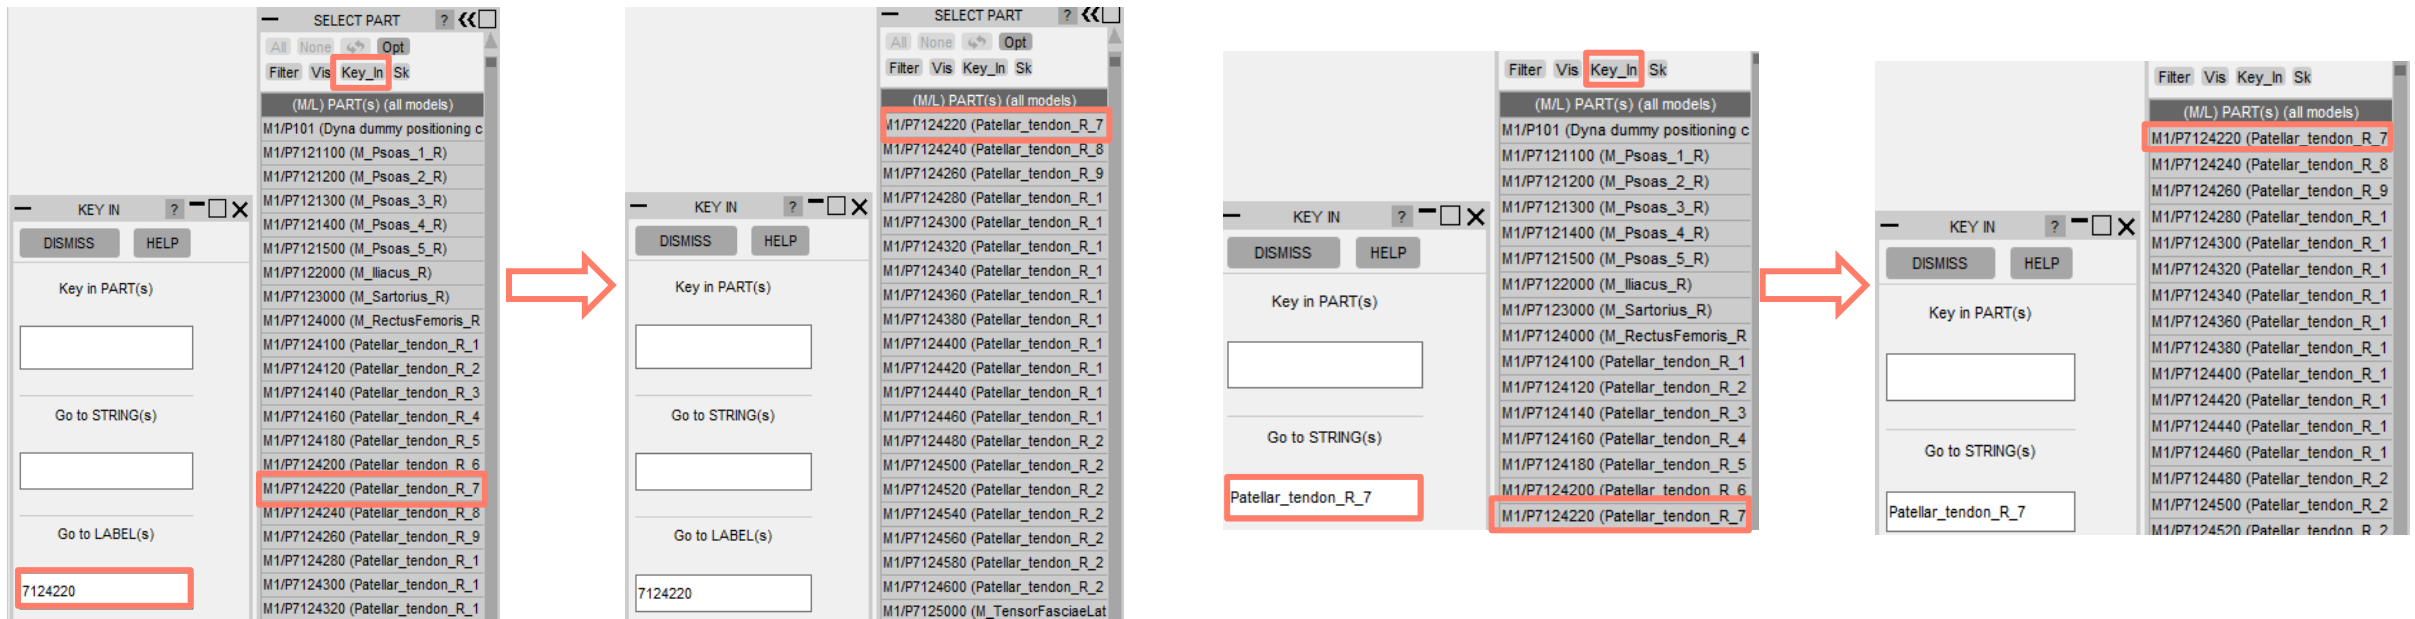 SELECT PART ?
All None Opt
Filter Vis Key_In Sk
(M/L) PART(s) (all models)
M1/P101 (Dyna dummy positioning c
M1/P7121100 (M_Psoas_1_R)
M1/P7121200 (M_Psoas_2_R)
M1/P7121300 (M_Psoas_3_R)
M1/P7121400 (M_Psoas_4_R)
M1/P7121500 (M_Psoas_5_R)
M1/P7122000 (M_Iliacus_R)
M1/P7123000 (M_Sartorius_R)
M1/P7124000 (M_RectusFemoris_R
M1/P7124100 (Patellar_tendon_R_1
M1/P7124120 (Patellar_tendon_R_2
M1/P7124140 (Patellar_tendon_R_3
M1/P7124160 (Patellar_tendon_R_4
M1/P7124180 (Patellar_tendon_R_5
M1/P7124200 (Patellar_tendon_R_6
M1/P7124220 (Patellar_tendon_R_7
M1/P7124240 (Patellar_tendon_R_8
M1/P7124260 (Patellar_tendon_R_9
M1/P7124280 (Patellar_tendon_R_1
M1/P7124300 (Patellar_tendon_R_1
M1/P7124320 (Patellar_tendon_R_1
KEY IN ?
DISMISS HELP
Key in PART(s)
Go to STRING(s)
Go to LABEL(s)
7124220
SELECT PART ?
All None Opt
Filter Vis Key_In Sk
(M/L) PART(s) (all models)
M1/P7124220 (Patellar_tendon_R_7
M1/P7124240 (Patellar_tendon_R_8
M1/P7124260 (Patellar_tendon_R_9
M1/P7124280 (Patellar_tendon_R_1
M1/P7124300 (Patellar_tendon_R_1
M1/P7124320 (Patellar_tendon_R_1
M1/P7124340 (Patellar_tendon_R_1
M1/P7124360 (Patellar_tendon_R_1
M1/P7124380 (Patellar_tendon_R_1
M1/P7124400 (Patellar_tendon_R_1
M1/P7124420 (Patellar_tendon_R_1
M1/P7124440 (Patellar_tendon_R_1
M1/P7124460 (Patellar_tendon_R_1
M1/P7124480 (Patellar_tendon_R_2
M1/P7124500 (Patellar_tendon_R_2
M1/P7124520 (Patellar_tendon_R_2
M1/P7124540 (Patellar_tendon_R_2
M1/P7124560 (Patellar_tendon_R_2
M1/P7124580 (Patellar_tendon_R_2
M1/P7124600 (Patellar_tendon_R_2
M1/P7125000 (M_TensorFasciaeLat
KEY IN ?
DISMISS HELP
Key in PART(s)
Go to STRING(s)
Go to LABEL(s)
7124220
Filter Vis Key_In Sk
(M/L) PART(s) (all models)
M1/P101 (Dyna dummy positioning c
M1/P7121100 (M_Psoas_1_R)
M1/P7121200 (M_Psoas_2_R)
M1/P7121300 (M_Psoas_3_R)
M1/P7121400 (M_Psoas_4_R)
M1/P7121500 (M_Psoas_5_R)
M1/P7122000 (M_Iliacus_R)
M1/P7123000 (M_Sartorius_R)
M1/P7124000 (M_RectusFemoris_R
M1/P7124100 (Patellar_tendon_R_1
M1/P7124120 (Patellar_tendon_R_2
M1/P7124140 (Patellar_tendon_R_3
M1/P7124160 (Patellar_tendon_R_4
M1/P7124180 (Patellar_tendon_R_5
M1/P7124200 (Patellar_tendon_R_6
M1/P7124220 (Patellar_tendon_R_7
KEY IN ?
DISMISS HELP
Key in PART(s)
Go to STRING(s)
Patellar_tendon_R_7
Filter Vis Key_In Sk
(M/L) PART(s) (all models)
M1/P7124220 (Patellar_tendon_R_7
M1/P7124240 (Patellar_tendon_R_8
M1/P7124260 (Patellar_tendon_R_9
M1/P7124280 (Patellar_tendon_R_1
M1/P7124300 (Patellar_tendon_R_1
M1/P7124320 (Patellar_tendon_R_1
M1/P7124340 (Patellar_tendon_R_1
M1/P7124360 (Patellar_tendon_R_1
M1/P7124380 (Patellar_tendon_R_1
M1/P7124400 (Patellar_tendon_R_1
M1/P7124420 (Patellar_tendon_R_1
M1/P7124440 (Patellar_tendon_R_1
M1/P7124460 (Patellar_tendon_R_1
M1/P7124480 (Patellar_tendon_R_2
M1/P7124500 (Patellar_tendon_R_2
M1/P7124520 (Patellar_tendon_R_2
KEY IN ?
DISMISS HELP
Key in PART(s)
Go to STRING(s)
Patellar_tendon_R_7